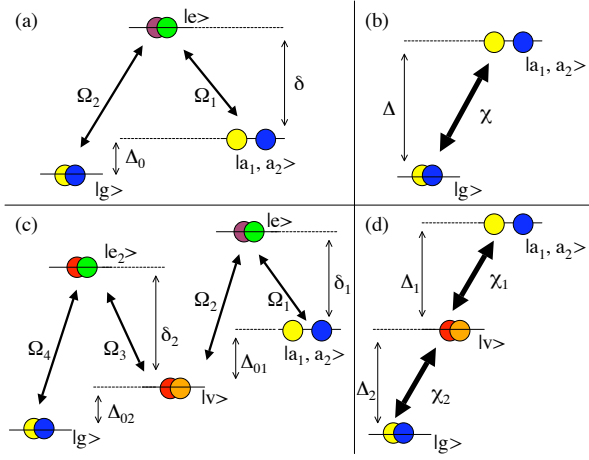 (a)
|e>
Ω₂
Ω₁
δ
Δ₀
|a₁, a₂>
|g>
(b)
|a₁, a₂>
Δ
χ
|g>
(c)
|e>
|e₂>
Ω₂
Ω₁
δ₁
Ω₄
Ω₃
δ₂
|a₁, a₂>
Δ₀₁
|v>
Δ₀₂
|g>
(d)
|a₁, a₂>
Δ₁
χ₁
|v>
Δ₂
χ₂
|g>